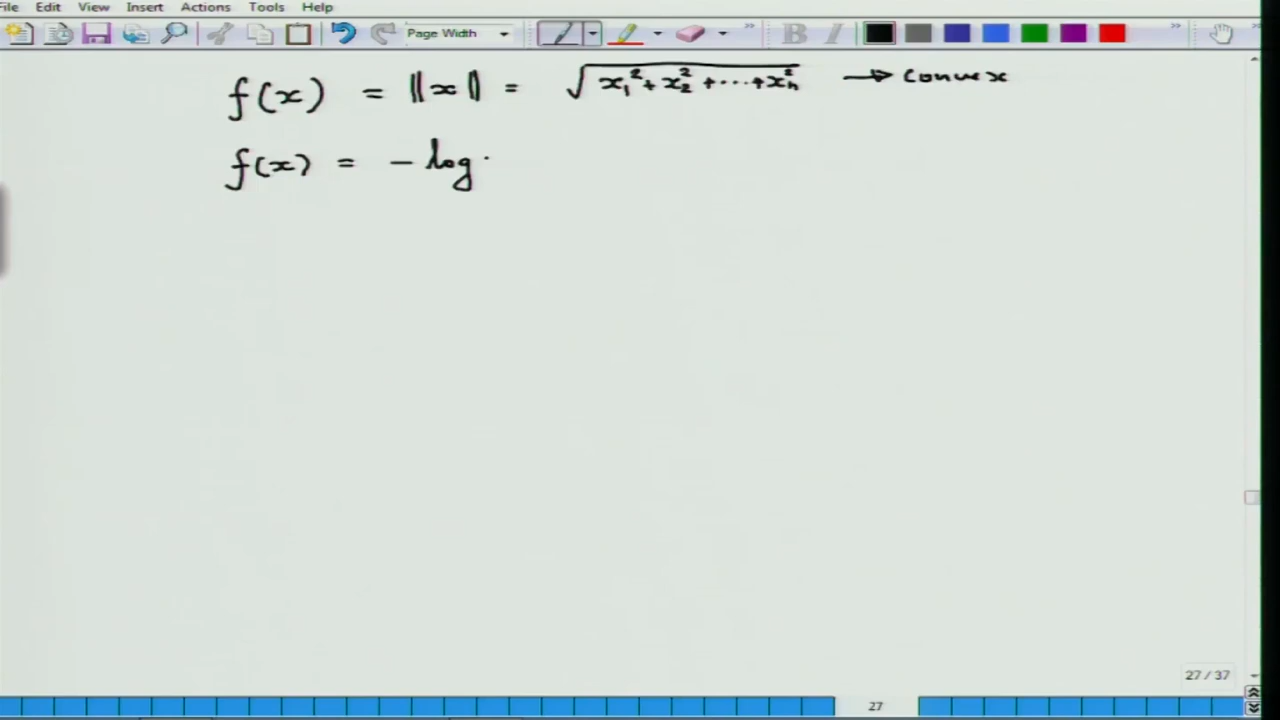 File Edit View Insert Actions Tools Help
Page Width
B I
f(x) = ||x|| = √(x₁² + x₂² + ... + xₙ²) → convex
f(x) = - log
27 / 37
27